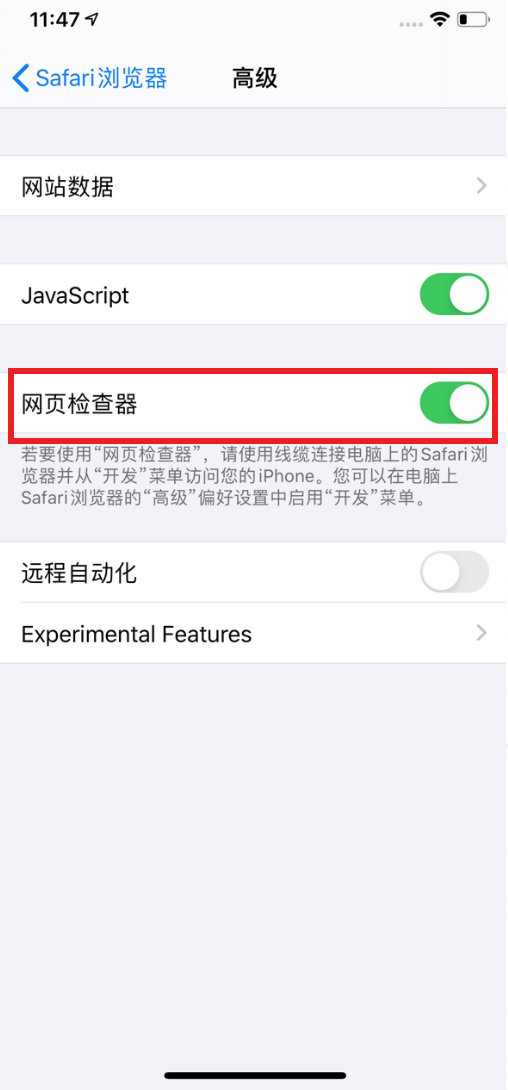 11:47
Safari浏览器
高级
网站数据
JavaScript
网页检查器
若要使用“网页检查器”，请使用线缆连接电脑上的Safari浏
览器并从“开发”菜单访问您的iPhone。您可以在电脑上
Safari浏览器的“高级”偏好设置中启用“开发”菜单。
远程自动化
Experimental Features